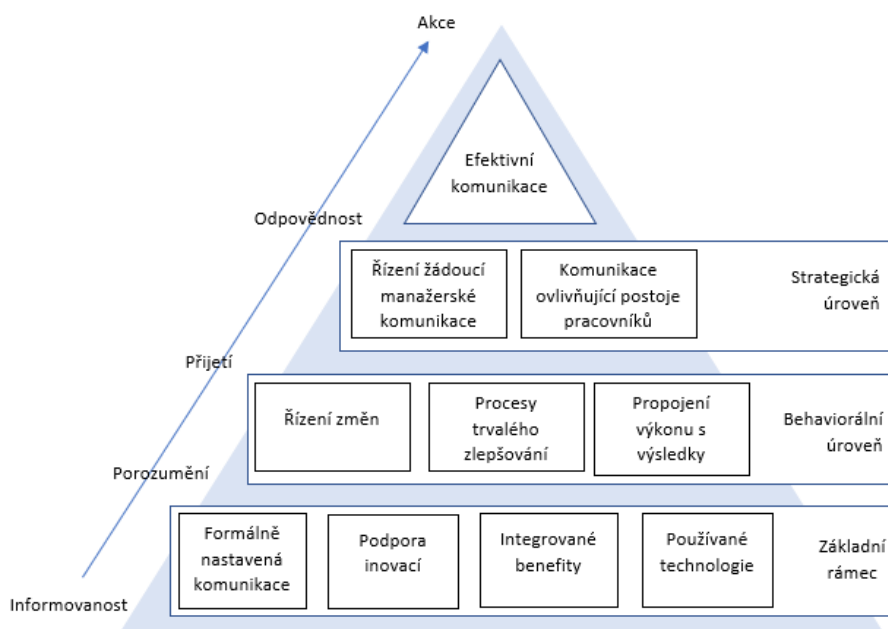 Akce
Efektivní
komunikace
Odpovědnost
Řízení žádoucí
manažerské
komunikace
Komunikace
ovlivňující postoje
pracovníků
Strategická
úroveň
Přijetí
Řízení změn
Procesy
trvalého
zlepšování
Propojení
výkonu s
výsledky
Behaviorální
úroveň
Porozumění
Formálně
nastavená
komunikace
Podpora
inovací
Integrované
benefity
Používané
technologie
Základní
rámec
Informovanost